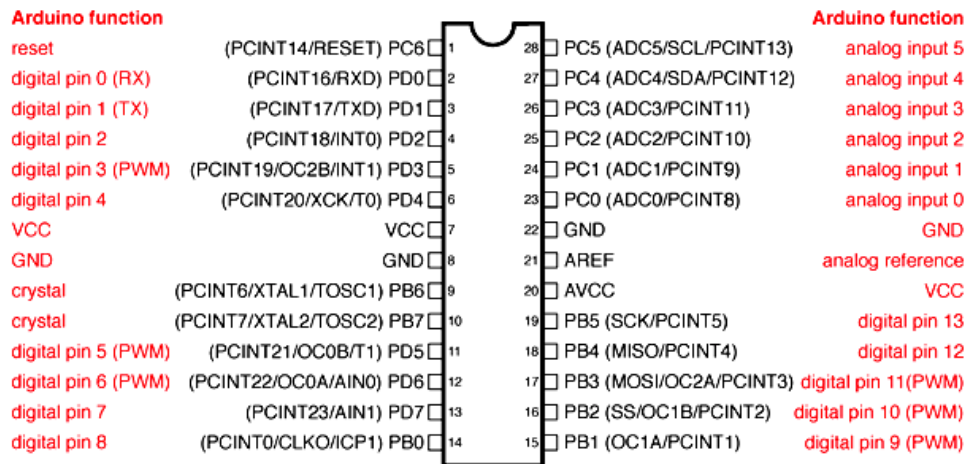 Arduino function Arduino function
reset (PCINT14/RESET) PC6 1 28 PC5 (ADC5/SCL/PCINT13) analog input 5
digital pin 0 (RX) (PCINT16/RXD) PD0 2 27 PC4 (ADC4/SDA/PCINT12) analog input 4
digital pin 1 (TX) (PCINT17/TXD) PD1 3 26 PC3 (ADC3/PCINT11) analog input 3
digital pin 2 (PCINT18/INT0) PD2 4 25 PC2 (ADC2/PCINT10) analog input 2
digital pin 3 (PWM) (PCINT19/OC2B/INT1) PD3 5 24 PC1 (ADC1/PCINT9) analog input 1
digital pin 4 (PCINT20/XCK/T0) PD4 6 23 PC0 (ADC0/PCINT8) analog input 0
VCC VCC 7 22 GND GND
GND GND 8 21 AREF analog reference
crystal (PCINT6/XTAL1/TOSC1) PB6 9 20 AVCC VCC
crystal (PCINT7/XTAL2/TOSC2) PB7 10 19 PB5 (SCK/PCINT5) digital pin 13
digital pin 5 (PWM) (PCINT21/OC0B/T1) PD5 11 18 PB4 (MISO/PCINT4) digital pin 12
digital pin 6 (PWM) (PCINT22/OC0A/AIN0) PD6 12 17 PB3 (MOSI/OC2A/PCINT3) digital pin 11(PWM)
digital pin 7 (PCINT23/AIN1) PD7 13 16 PB2 (SS/OC1B/PCINT2) digital pin 10 (PWM)
digital pin 8 (PCINT0/CLKO/ICP1) PB0 14 15 PB1 (OC1A/PCINT1) digital pin 9 (PWM)